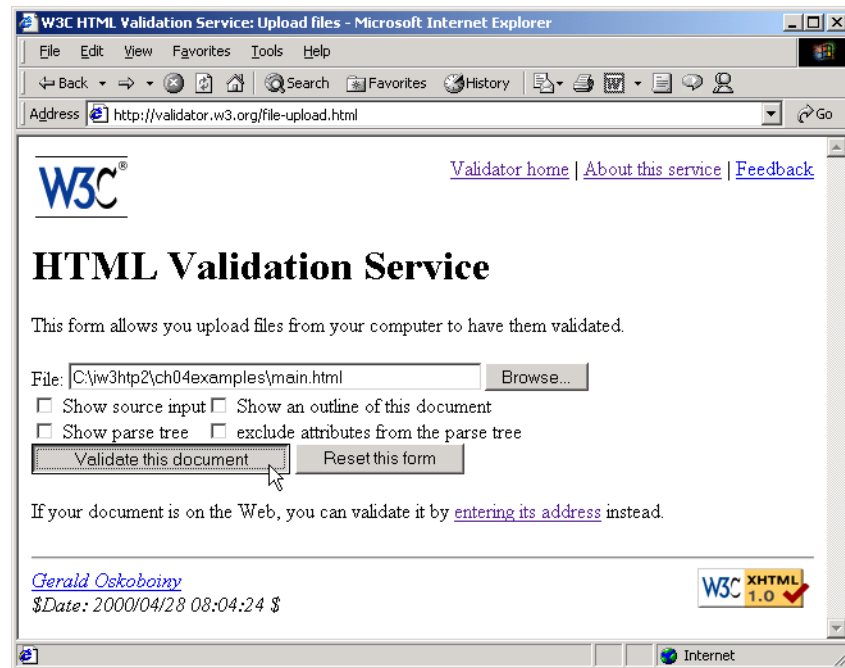 W3C HTML Validation Service: Upload files - Microsoft Internet Explorer
File Edit View Favorites Tools Help
Back Search Favorites History
Address http://validator.w3.org/file-upload.html Go
W3C®
Validator home | About this service | Feedback
HTML Validation Service
This form allows you upload files from your computer to have them validated.
File: C:\iw3htp2\ch04examples\main.html Browse...
Show source input Show an outline of this document
Show parse tree exclude attributes from the parse tree
Validate this document Reset this form
If your document is on the Web, you can validate it by entering its address instead.
Gerald Oskoboiny
$Date: 2000/04/28 08:04:24 $
W3C XHTML 1.0
Internet